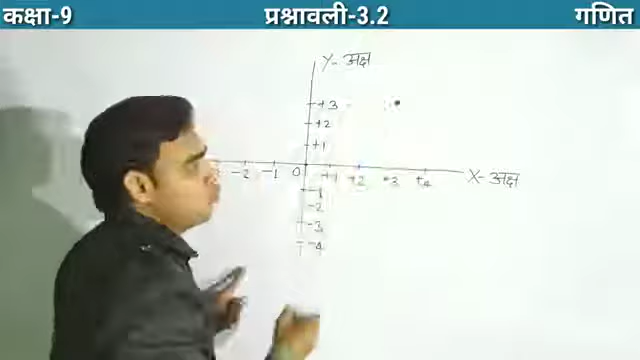 कक्षा-9 प्रश्नावली-3.2 गणित
Y-अक्ष
+3
+2
+1
-2 -1 0 +1 +2 +3 +4 X-अक्ष
-1
-2
-3
-4